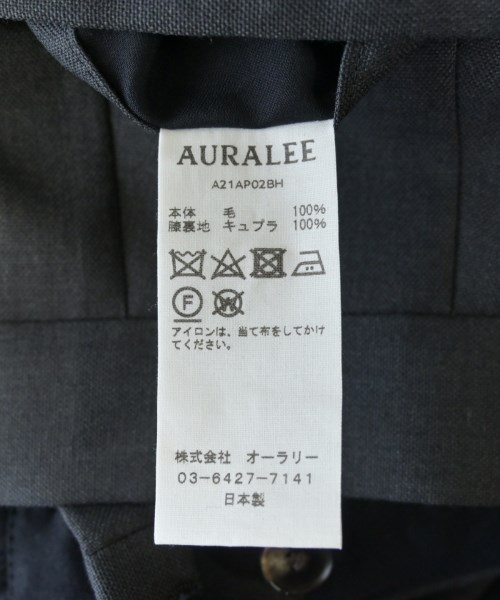 AURALEE
A21AP02BH
本体 毛 100%
膝裏地 キュプラ 100%
F W
アイロンは、当て布をしてかけ
てください。
株式会社 オーラリー
03-6427-7141
日本製